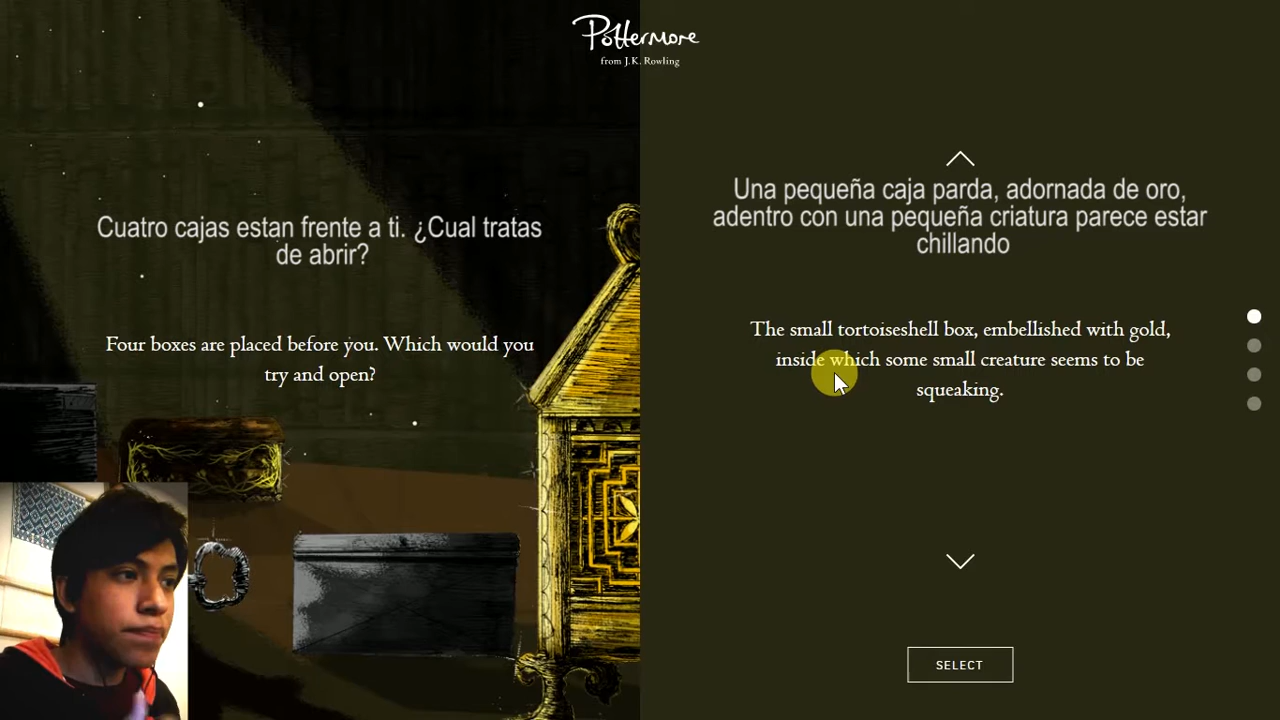 Pottermore
from J.K. Rowling
Cuatro cajas estan frente a ti. ¿Cual tratas
de abrir?
Four boxes are placed before you. Which would you
try and open?
Una pequeña caja parda, adornada de oro,
adentro con una pequeña criatura parece estar
chillando
The small tortoiseshell box, embellished with gold,
inside which some small creature seems to be
squeaking.
SELECT